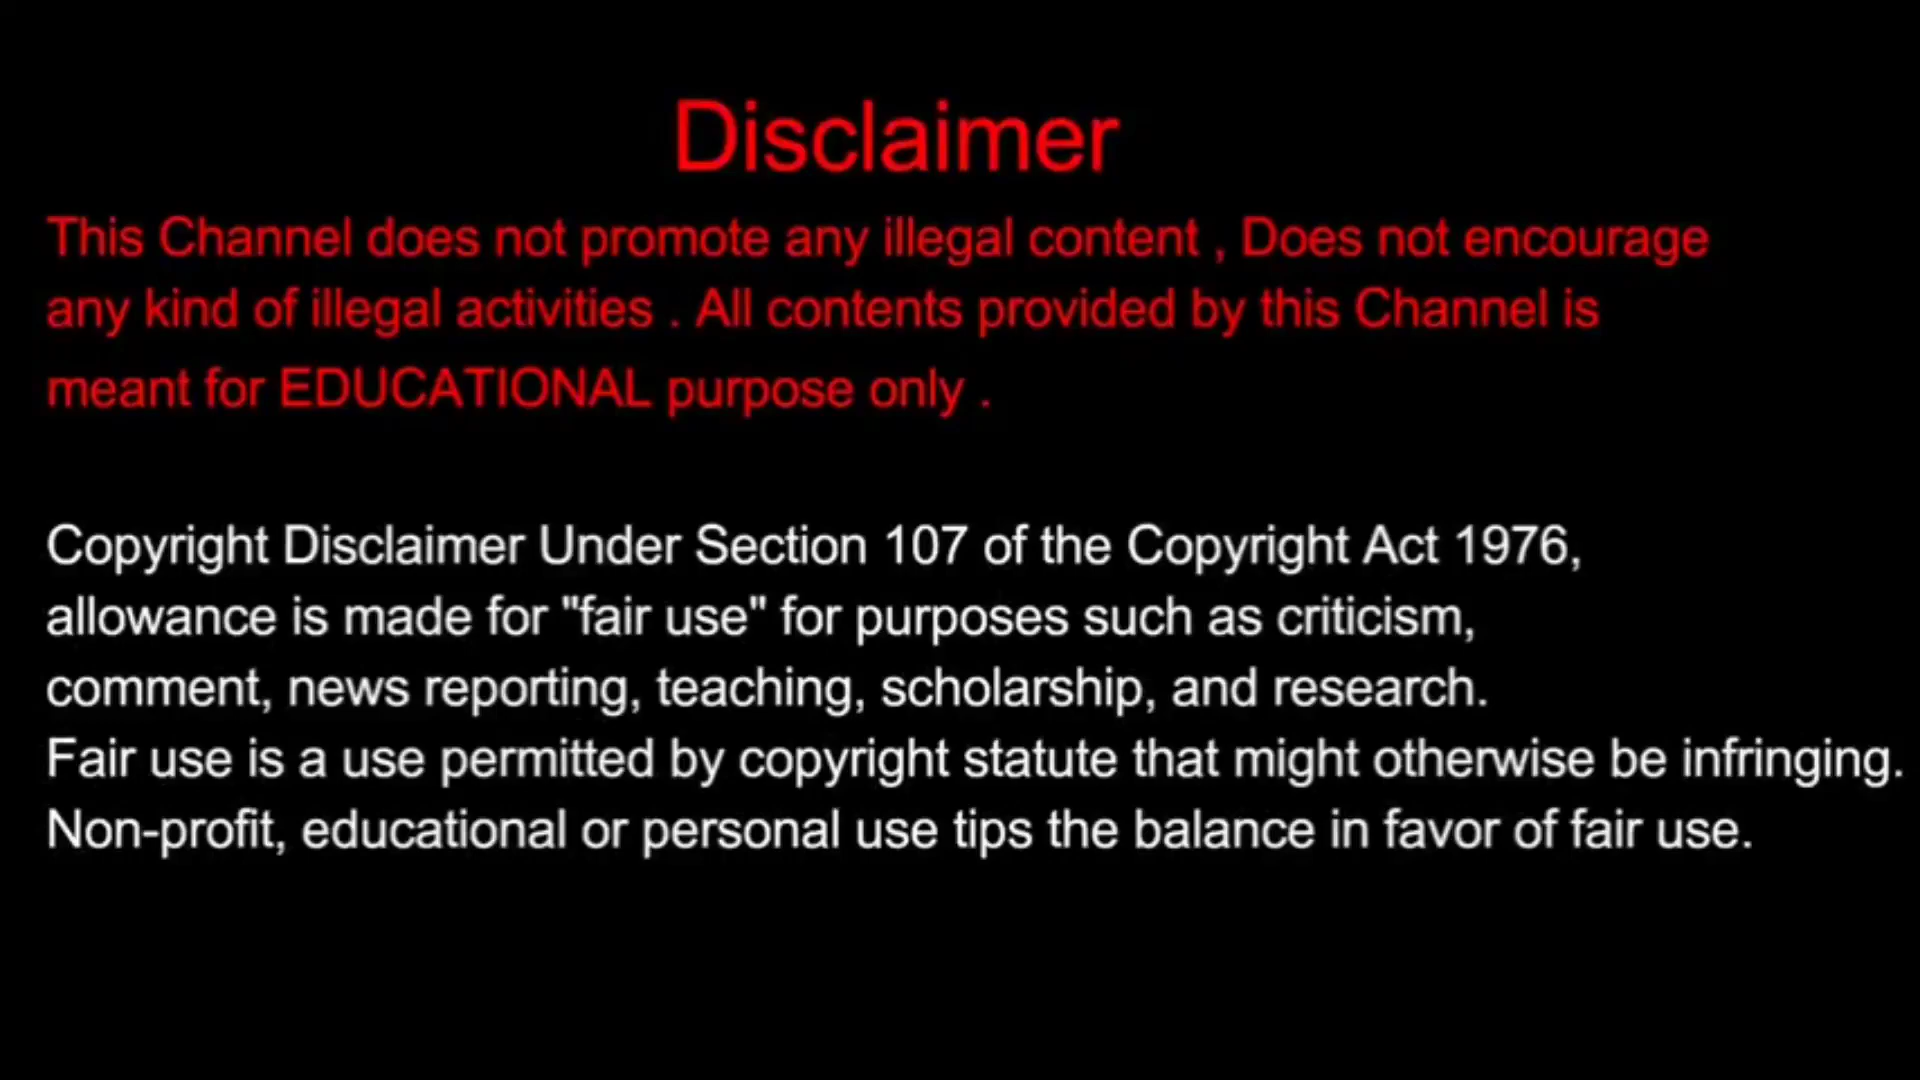 Disclaimer
This Channel does not promote any illegal content , Does not encourage
any kind of illegal activities . All contents provided by this Channel is
meant for EDUCATIONAL purpose only .
Copyright Disclaimer Under Section 107 of the Copyright Act 1976,
allowance is made for "fair use" for purposes such as criticism,
comment, news reporting, teaching, scholarship, and research.
Fair use is a use permitted by copyright statute that might otherwise be infringing.
Non-profit, educational or personal use tips the balance in favor of fair use.